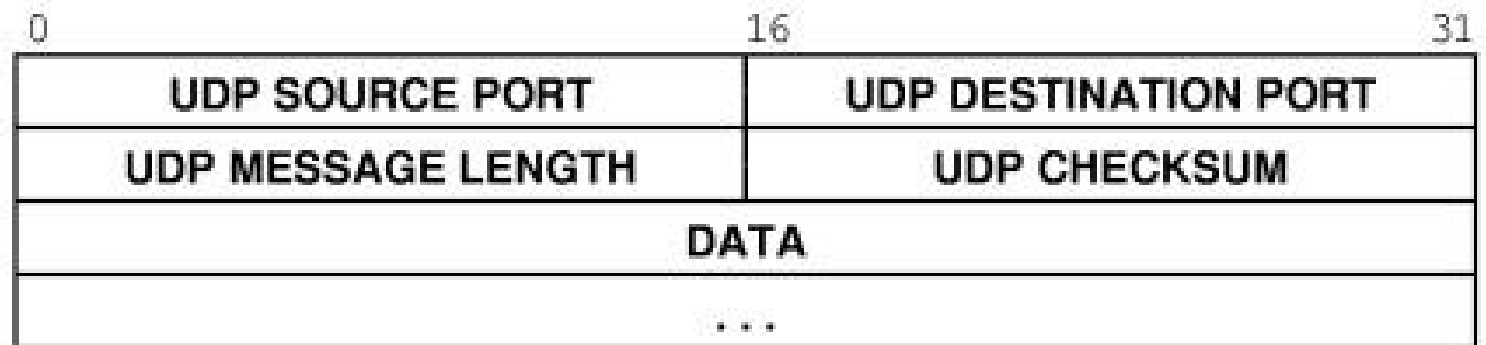 0 16 31
UDP SOURCE PORT UDP DESTINATION PORT
UDP MESSAGE LENGTH UDP CHECKSUM
DATA
...